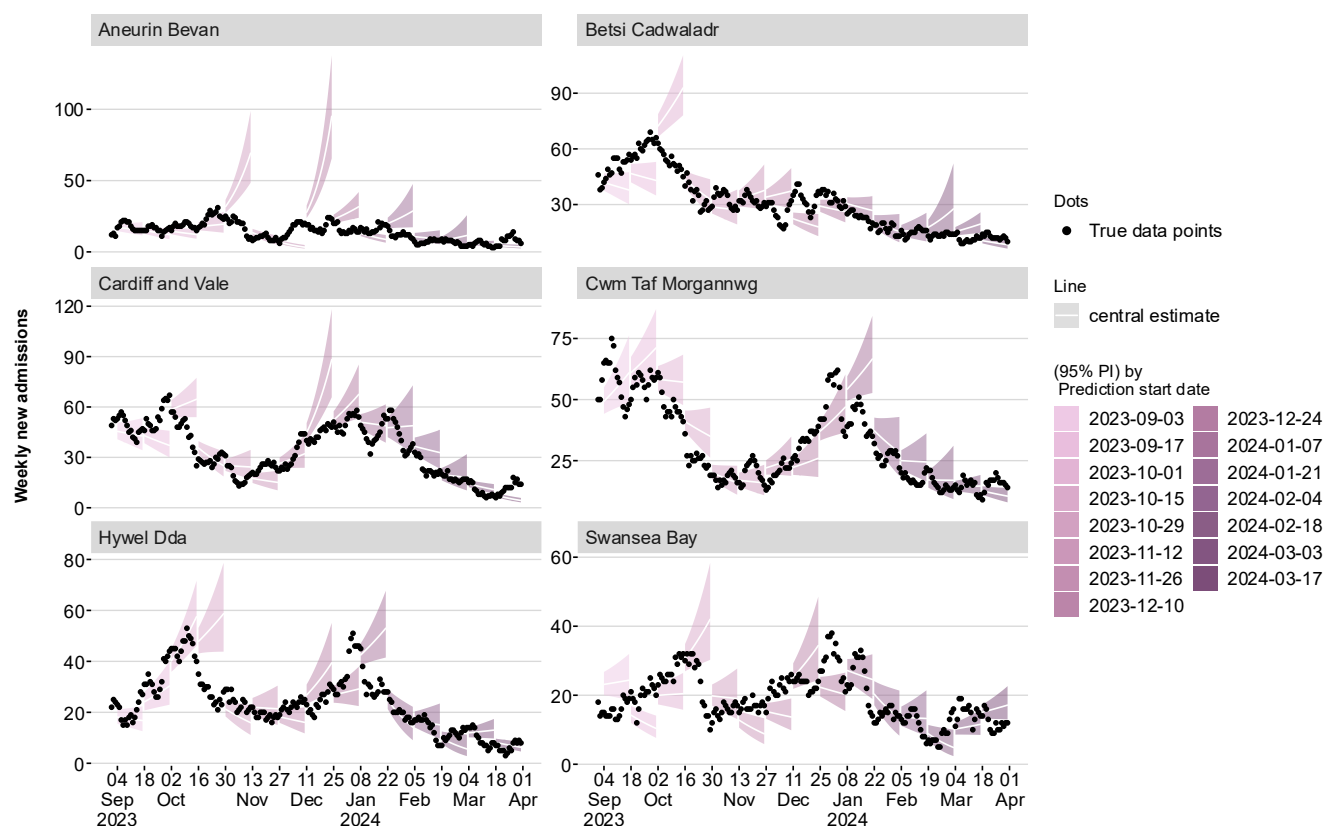 Aneurin Bevan
Betsi Cadwaladr
100
50
0
90
60
30
Cardiff and Vale
Cwm Taf Morgannwg
120
90
60
30
0
75
50
25
Weekly new admissions
Hywel Dda
Swansea Bay
80
60
40
20
0
60
40
20
0
04 18 02 16 30 13 27 11 25 08 22 05 19 04 18 01
Sep Oct Nov Dec Jan Feb Mar Apr
2023 2024
04 18 02 16 30 13 27 11 25 08 22 05 19 04 18 01
Sep Oct Nov Dec Jan Feb Mar Apr
2023 2024
Dots
True data points
Line
central estimate
(95% PI) by
Prediction start date
2023-09-03
2023-09-17
2023-10-01
2023-10-15
2023-10-29
2023-11-12
2023-11-26
2023-12-10
2023-12-24
2024-01-07
2024-01-21
2024-02-04
2024-02-18
2024-03-03
2024-03-17